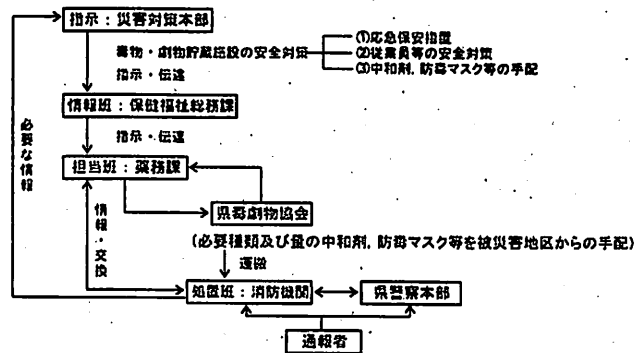 指示：災害対策本部
毒物・劇物貯蔵施設の安全対策
(1)応急保安措置
(2)従業員等の安全対策
(3)中和剤，防毒マスク等の手配
指示・伝達
情報班：保健福祉総務課
指示・伝達
必要な情報
担当班：薬務課
県毒劇物協会
情報・交換
(必要種類及び量の中和剤，防毒マスク等を被災害地区からの手配)
運搬
処置班：消防機関
県警察本部
通報者